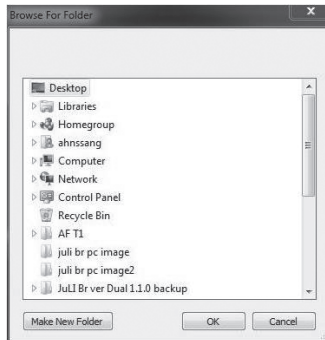 Browse For Folder
Desktop
Libraries
Homegroup
ahnssang
Computer
Network
Control Panel
Recycle Bin
AF T1
juli br pc image
juli br pc image2
JuLI Br ver Dual 1.1.0 backup
Make New Folder OK Cancel